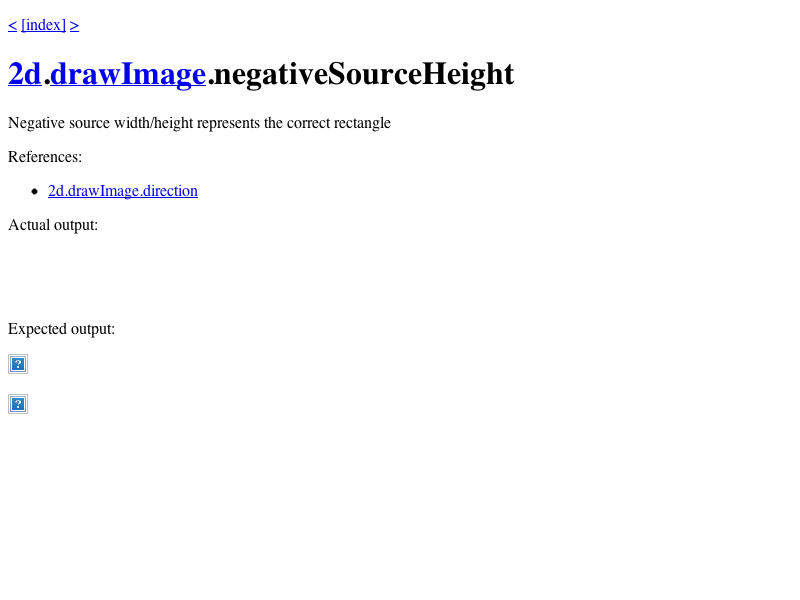 < [index] >
2d.drawImage.negativeSourceHeight
Negative source width/height represents the correct rectangle
References:
2d.drawImage.direction
Actual output:
Expected output:
?
?